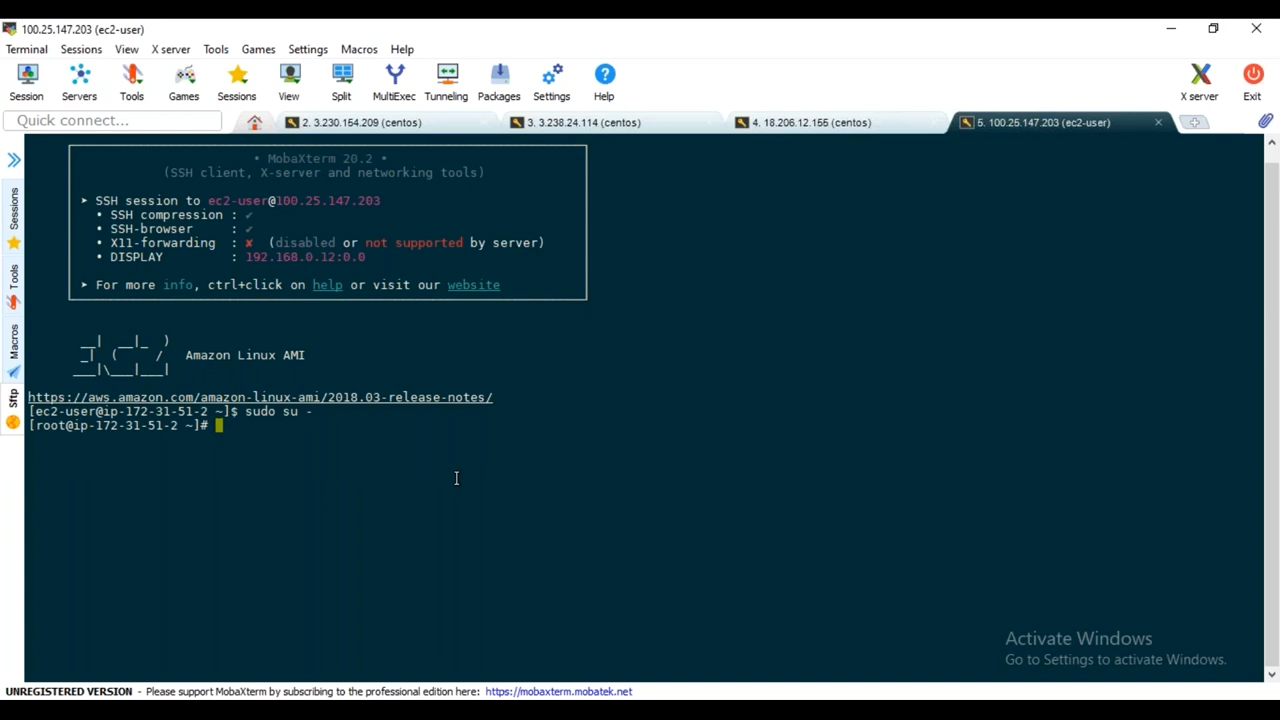 100.25.147.203 (ec2-user)
Terminal Sessions View X server Tools Games Settings Macros Help
Session Servers Tools Games Sessions View Split MultiExec Tunneling Packages Settings Help X server Exit
Quick connect...
2. 3.230.154.209 (centos)
3. 3.238.24.114 (centos)
4. 18.206.12.155 (centos)
5. 100.25.147.203 (ec2-user)
Sessions
Tools
Macros
Sftp
• MobaXterm 20.2 •
(SSH client, X-server and networking tools)
➤ SSH session to ec2-user@100.25.147.203
• SSH compression : ✔
• SSH-browser : ✔
• X11-forwarding : ✘ (disabled or not supported by server)
• DISPLAY : 192.168.0.12:0.0
➤ For more info, ctrl+click on help or visit our website
__| __|_ )
_| ( / Amazon Linux AMI
___|\___|___|
https://aws.amazon.com/amazon-linux-ami/2018.03-release-notes/
[ec2-user@ip-172-31-51-2 ~]$ sudo su -
[root@ip-172-31-51-2 ~]#
Activate Windows
Go to Settings to activate Windows.
UNREGISTERED VERSION - Please support MobaXterm by subscribing to the professional edition here: https://mobaxterm.mobatek.net